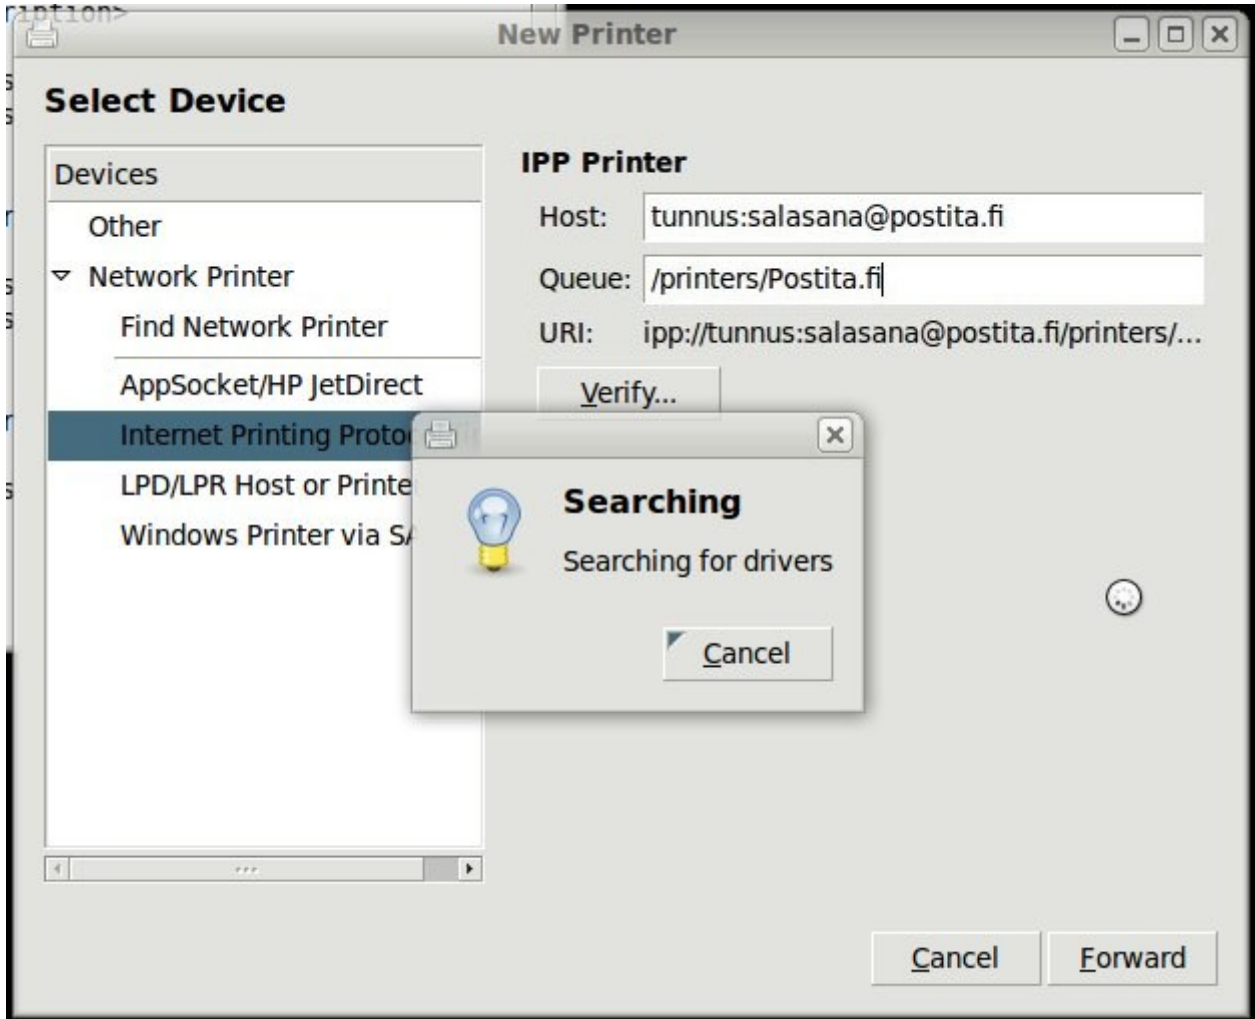 ription>
New Printer
Select Device
Devices
Other
Network Printer
Find Network Printer
AppSocket/HP JetDirect
Internet Printing Proto
LPD/LPR Host or Printe
Windows Printer via SA
IPP Printer
Host: tunnus:salasana@postita.fi
Queue: /printers/Postita.fi
URI: ipp://tunnus:salasana@postita.fi/printers/...
Verify...
Searching
Searching for drivers
Cancel
Cancel
Forward